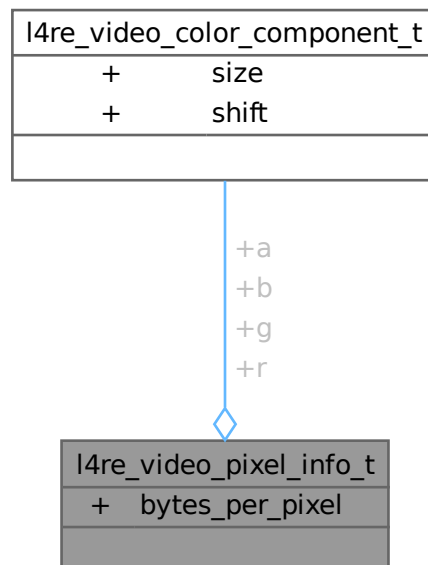 l4re_video_color_component_t
+ size
+ shift
+a
+b
+g
+r
l4re_video_pixel_info_t
+ bytes_per_pixel